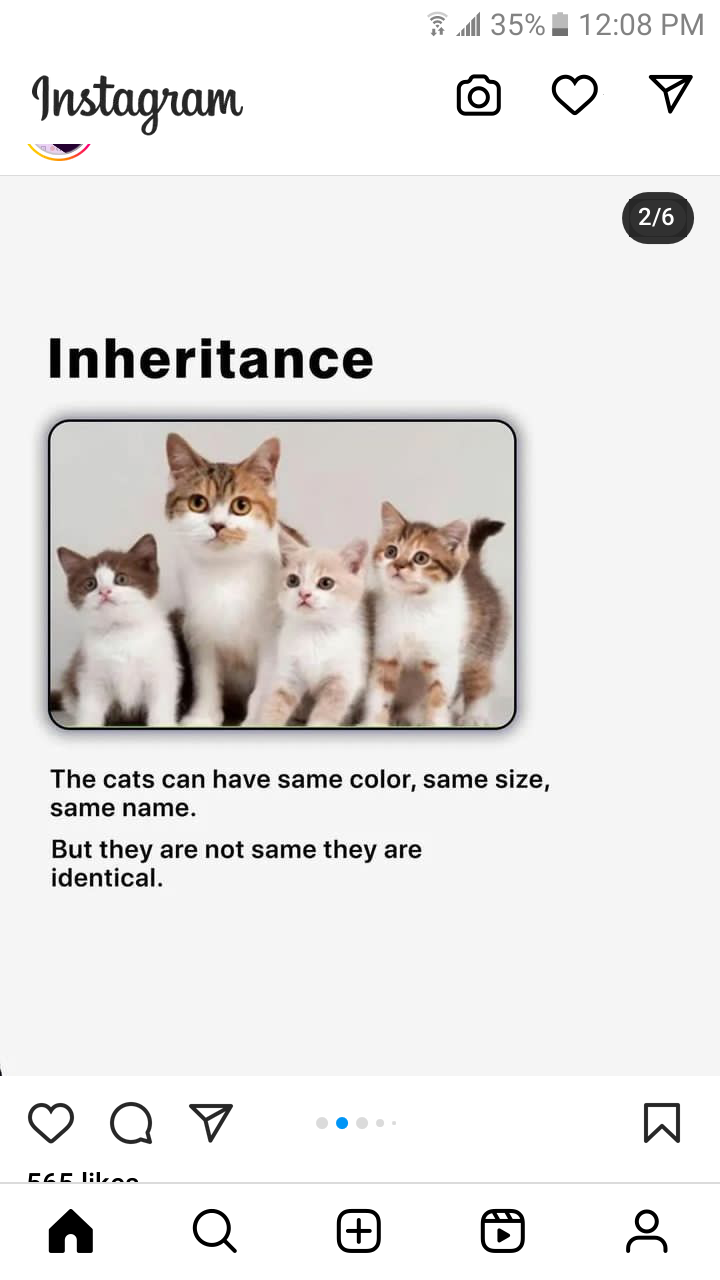 35% 12:08 PM
Instagram
2/6
Inheritance
The cats can have same color, same size,
same name.
But they are not same they are
identical.
565 likes